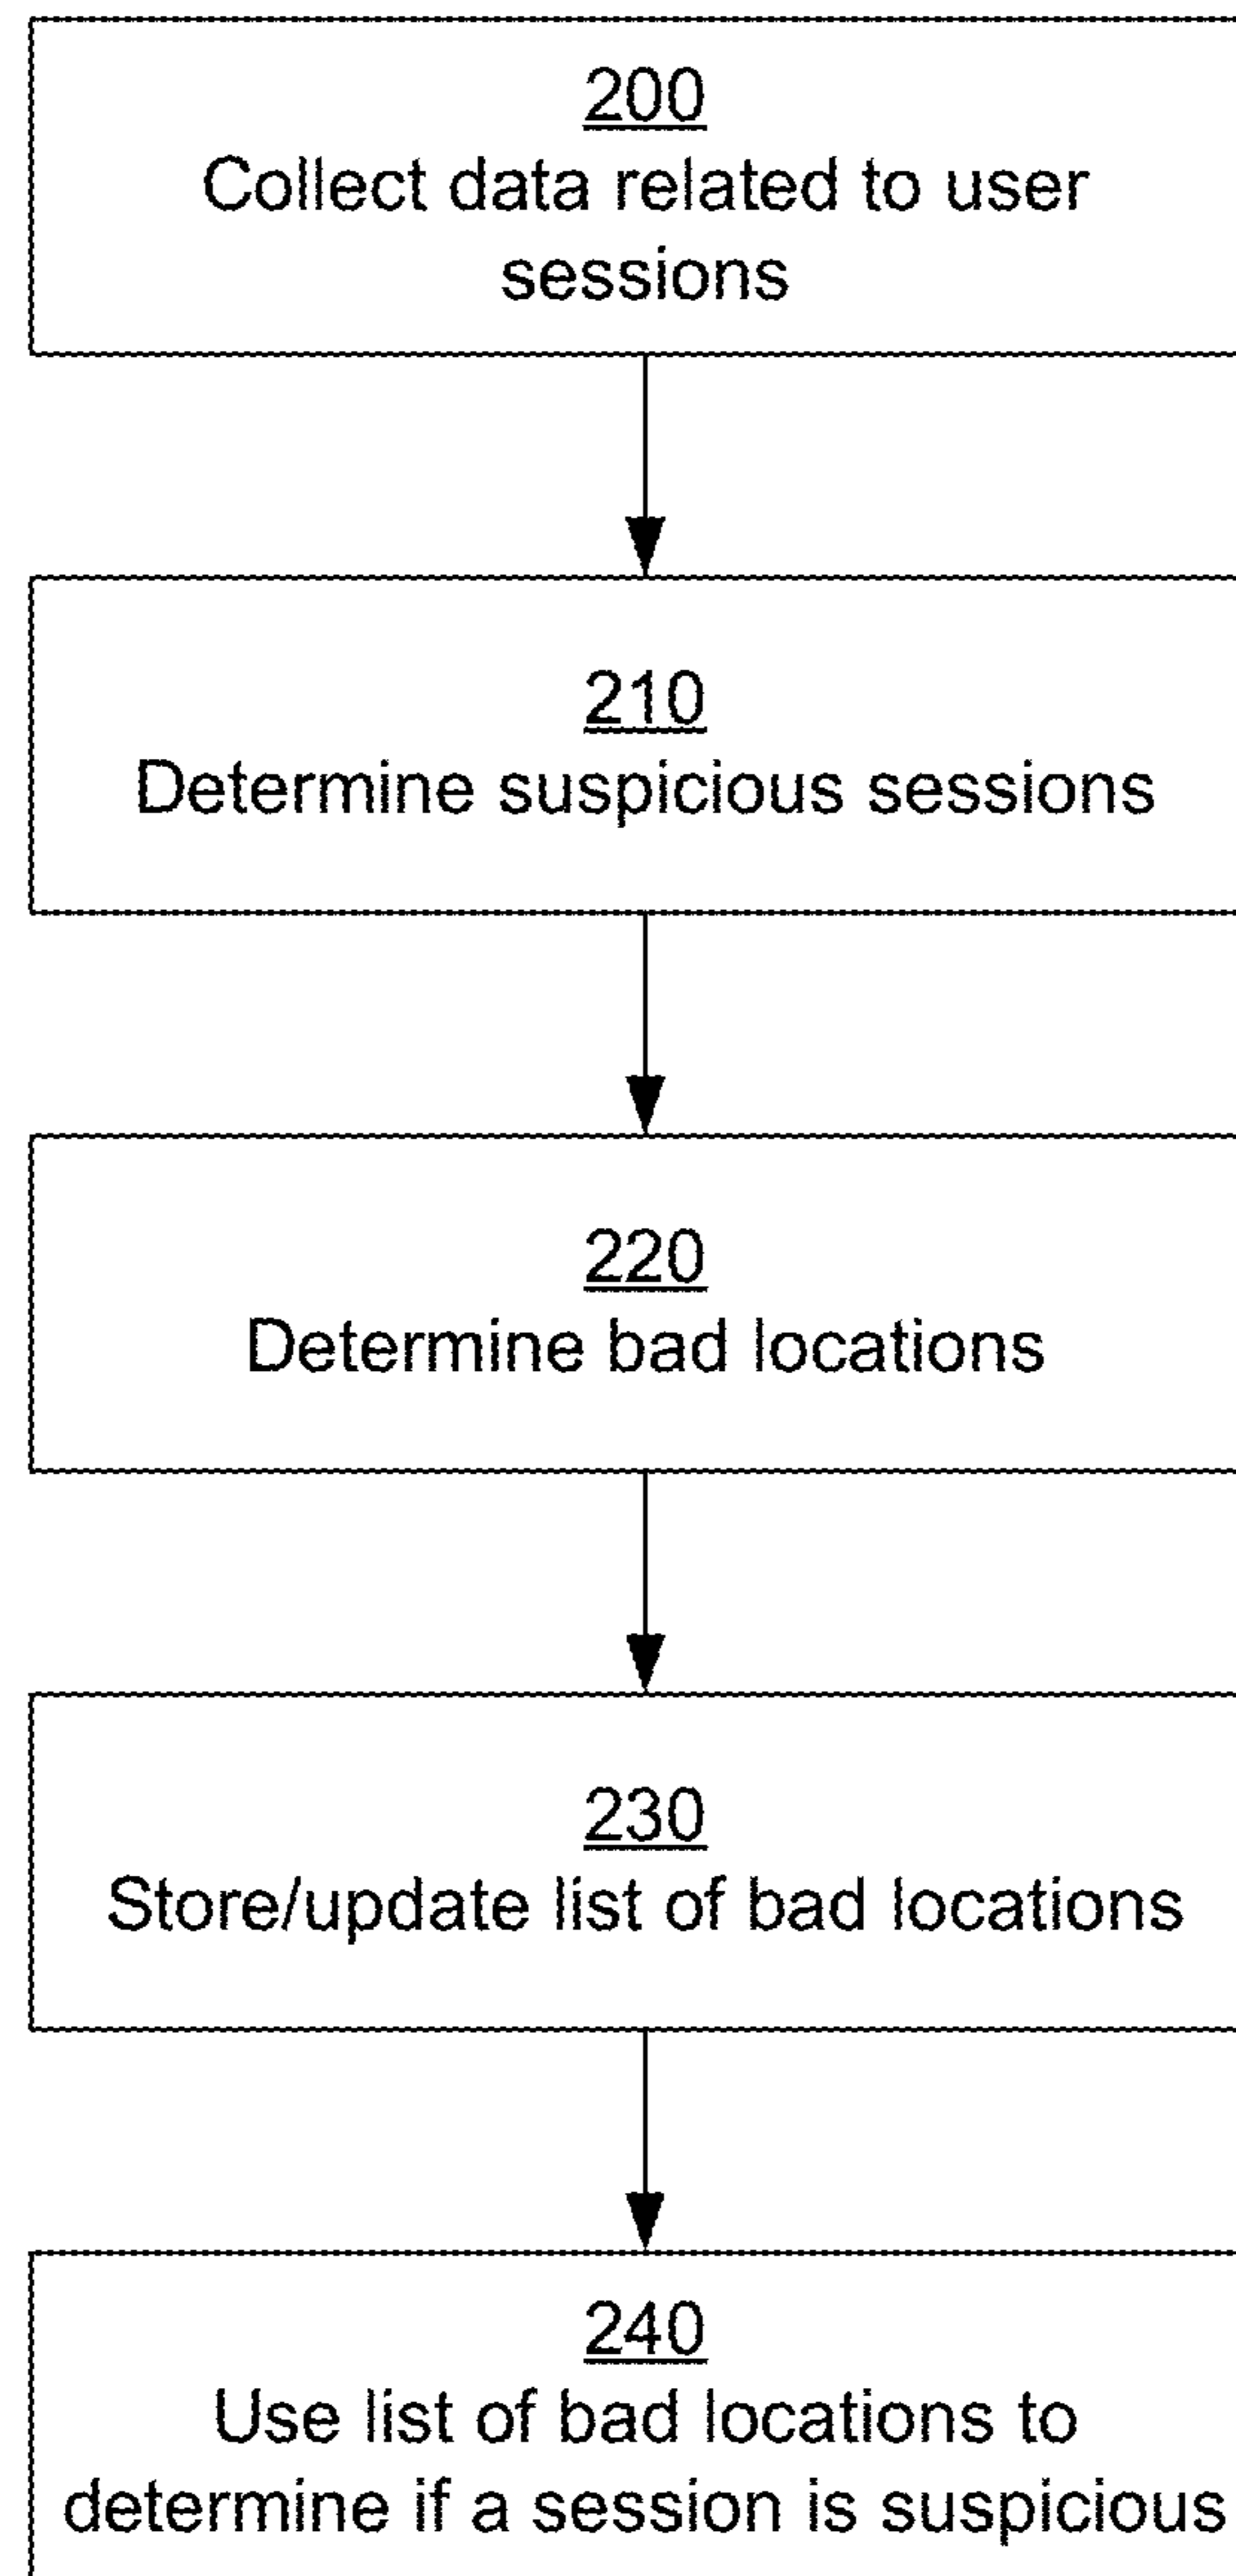 200
Collect data related to user
sessions
210
Determine suspicious sessions
220
Determine bad locations
230
Store/update list of bad locations
240
Use list of bad locations to
determine if a session is suspicious